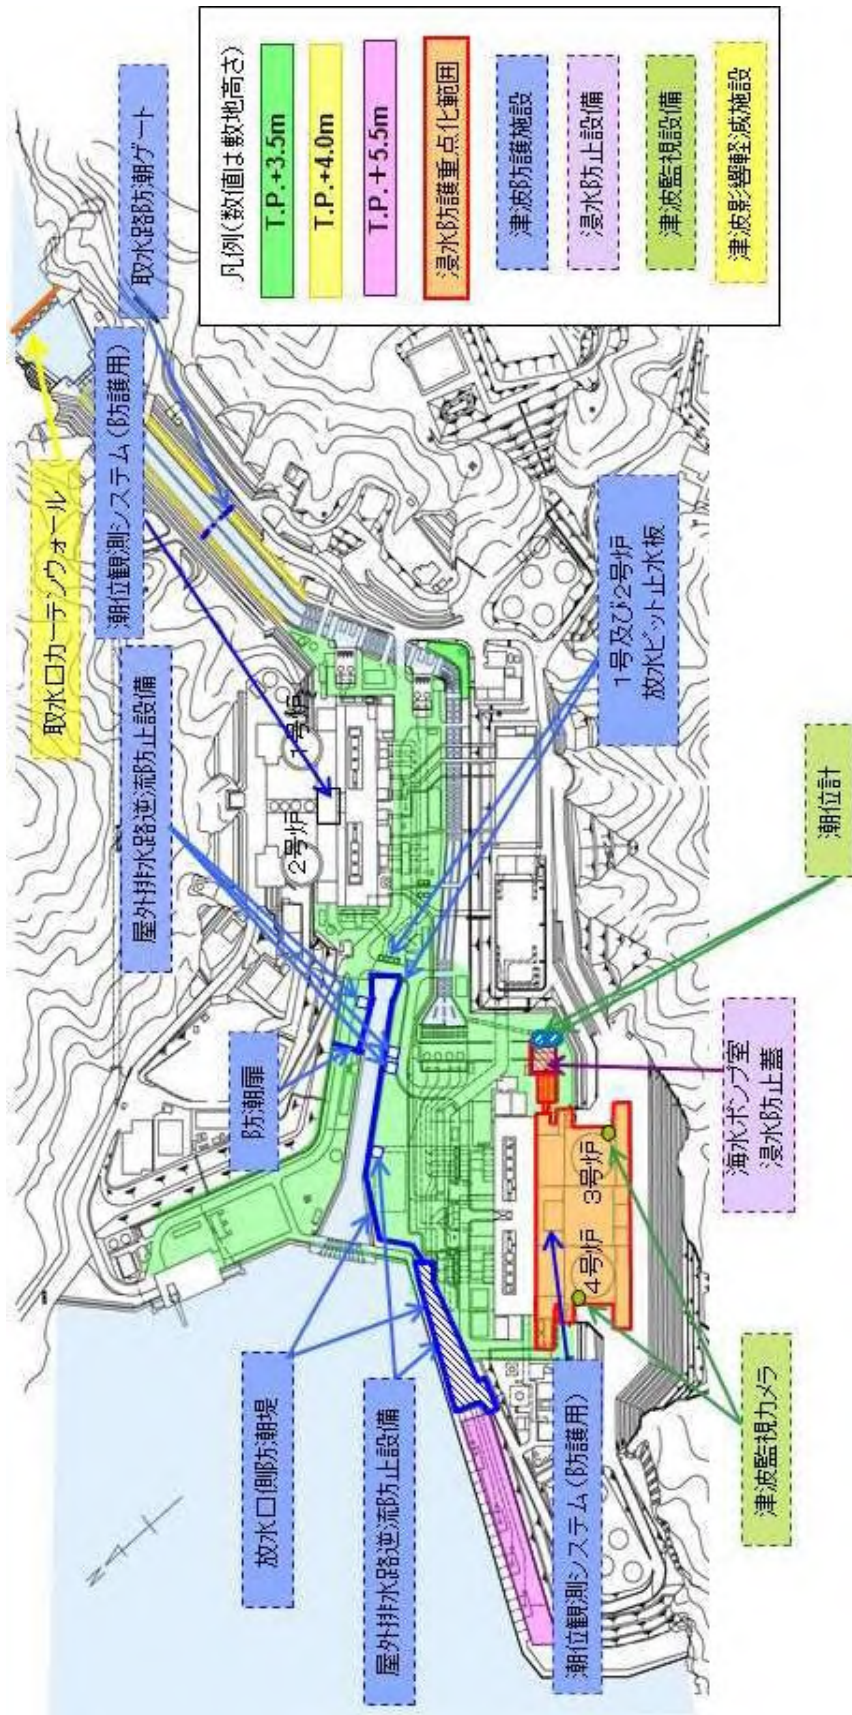 凡例(数値は敷地高さ)
T.P.+3.5m
T.P.+4.0m
T.P.+5.5m
浸水防護重点化範囲
津波防護施設
浸水防止設備
津波監視設備
津波影響軽減施設
取水路防潮ゲート
潮位観測システム(防護用)
取水口カーテンウォール
屋外排水路逆流防止設備
防潮扉
放水口側防潮堤
屋外排水路逆流防止設備
潮位観測システム(防護用)
1号及び2号炉
放水ピット止水板
潮位計
海水ポンプ室
浸水防止蓋
津波監視カメラ
1号炉
2号炉
3号炉
4号炉
N